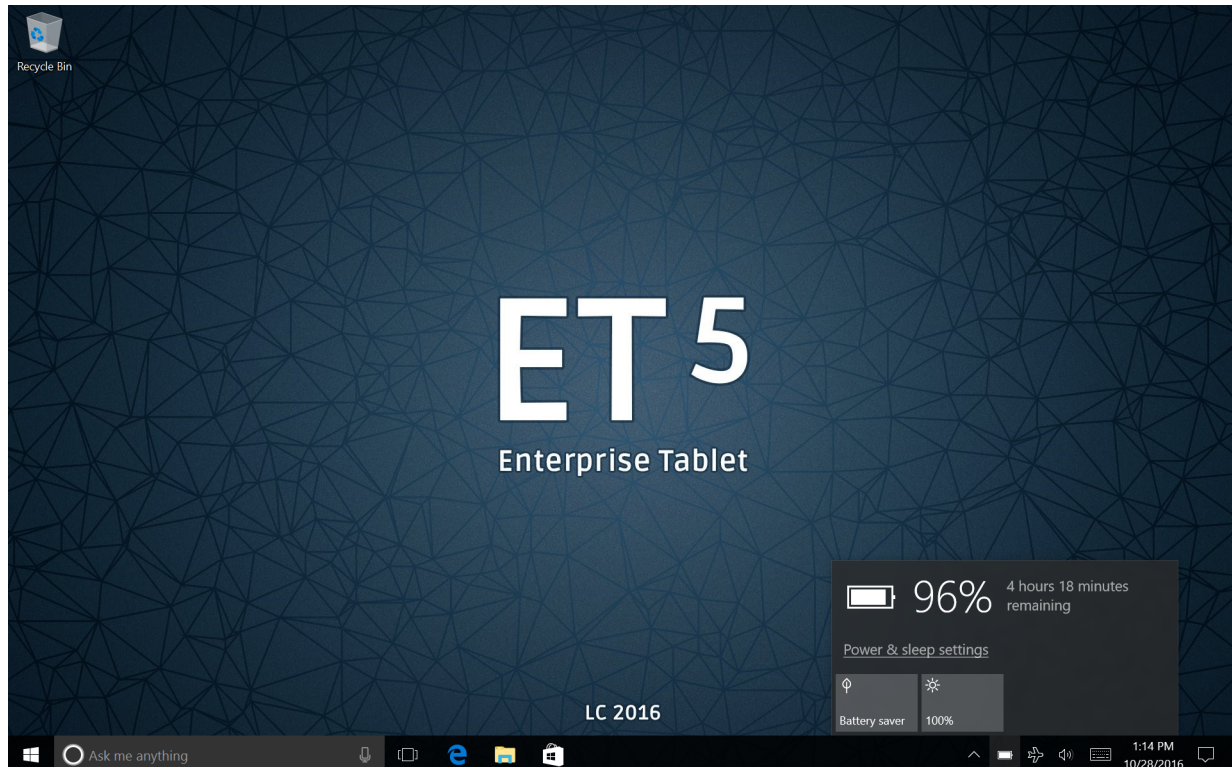 Recycle Bin
ET 5
Enterprise Tablet
96%
4 hours 18 minutes
remaining
Power & sleep settings
Battery saver
100%
LC 2016
Ask me anything
1:14 PM
10/28/2016